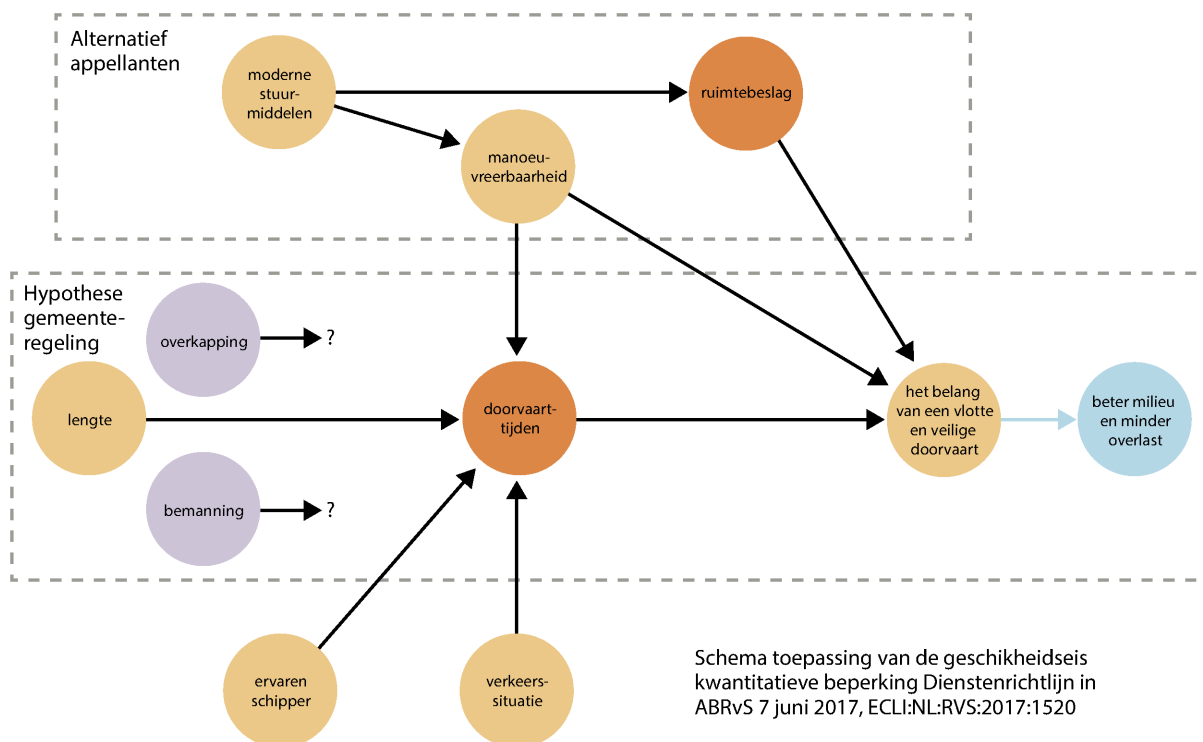 Alternatief
appellanten
moderne
stuur-
middelen
ruimtebeslag
manoeu-
vreerbaarheid
Hypothese
gemeente-
regeling
overkapping
?
lengte
doorvaart-
tijden
het belang
van een vlotte
en veilige
doorvaart
beter milieu
en minder
overlast
bemanning
?
ervaren
schipper
verkeers-
situatie
Schema toepassing van de geschikheidseis
kwantitatieve beperking Dienstenrichtlijn in
ABRvS 7 juni 2017, ECLI:NL:RVS:2017:1520